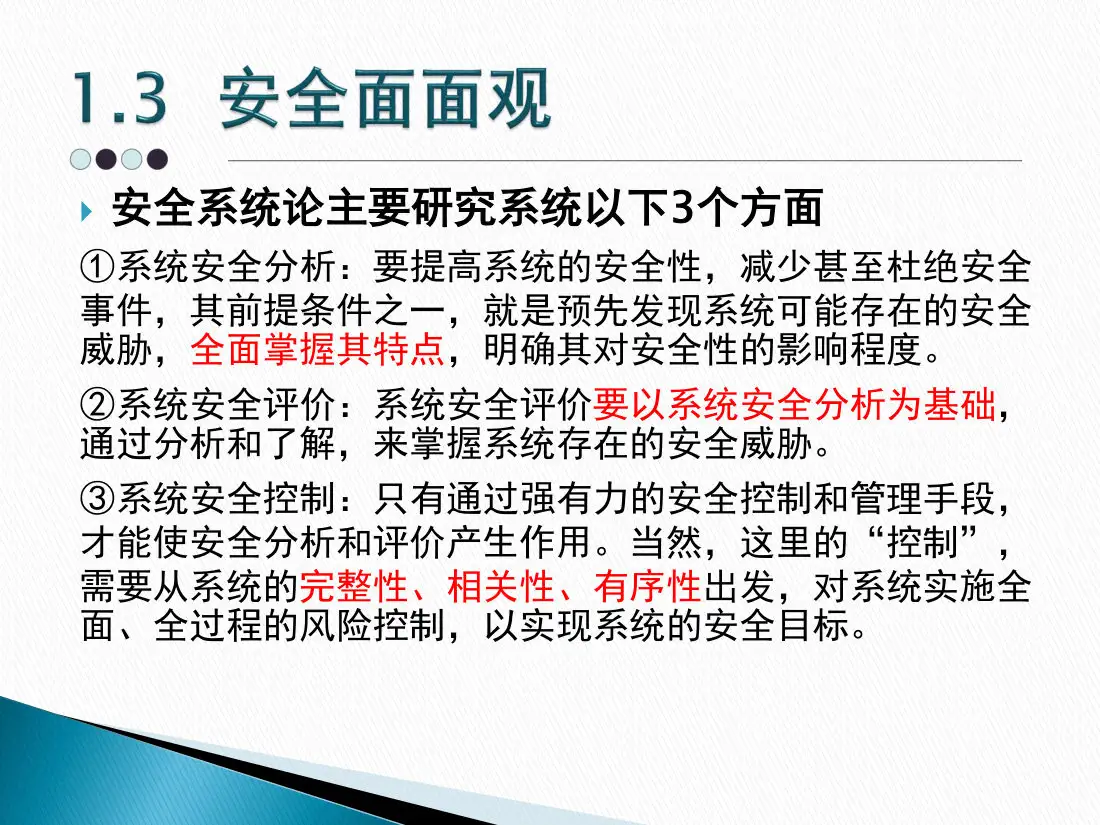 1.3 安全面面观
安全系统论主要研究系统以下3个方面
①系统安全分析：要提高系统的安全性，减少甚至杜绝安全
事件，其前提条件之一，就是预先发现系统可能存在的安全
威胁，全面掌握其特点，明确其对安全性的影响程度。
②系统安全评价：系统安全评价要以系统安全分析为基础，
通过分析和了解，来掌握系统存在的安全威胁。
③系统安全控制：只有通过强有力的安全控制和管理手段，
才能使安全分析和评价产生作用。当然，这里的“控制”，
需要从系统的完整性、相关性、有序性出发，对系统实施全
面、全过程的风险控制，以实现系统的安全目标。